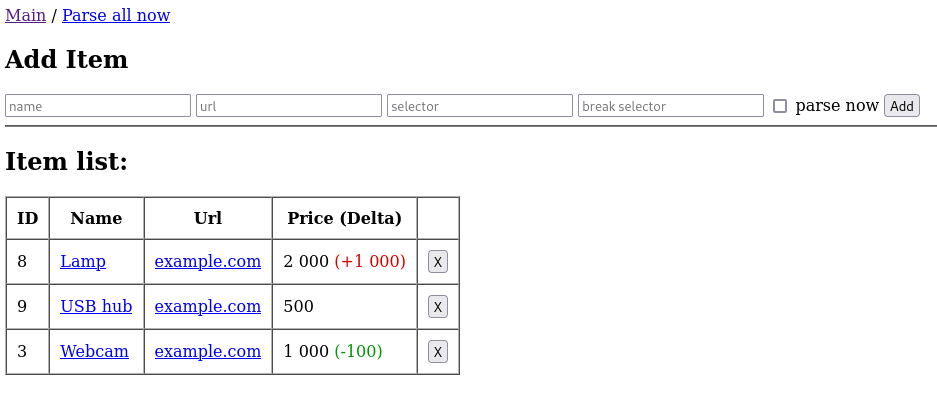 Main / Parse all now
Add Item
name url selector break selector parse now Add
Item list:
ID Name Url Price (Delta)
8 Lamp example.com 2 000 (+1 000) X
9 USB hub example.com 500 X
3 Webcam example.com 1 000 (-100) X